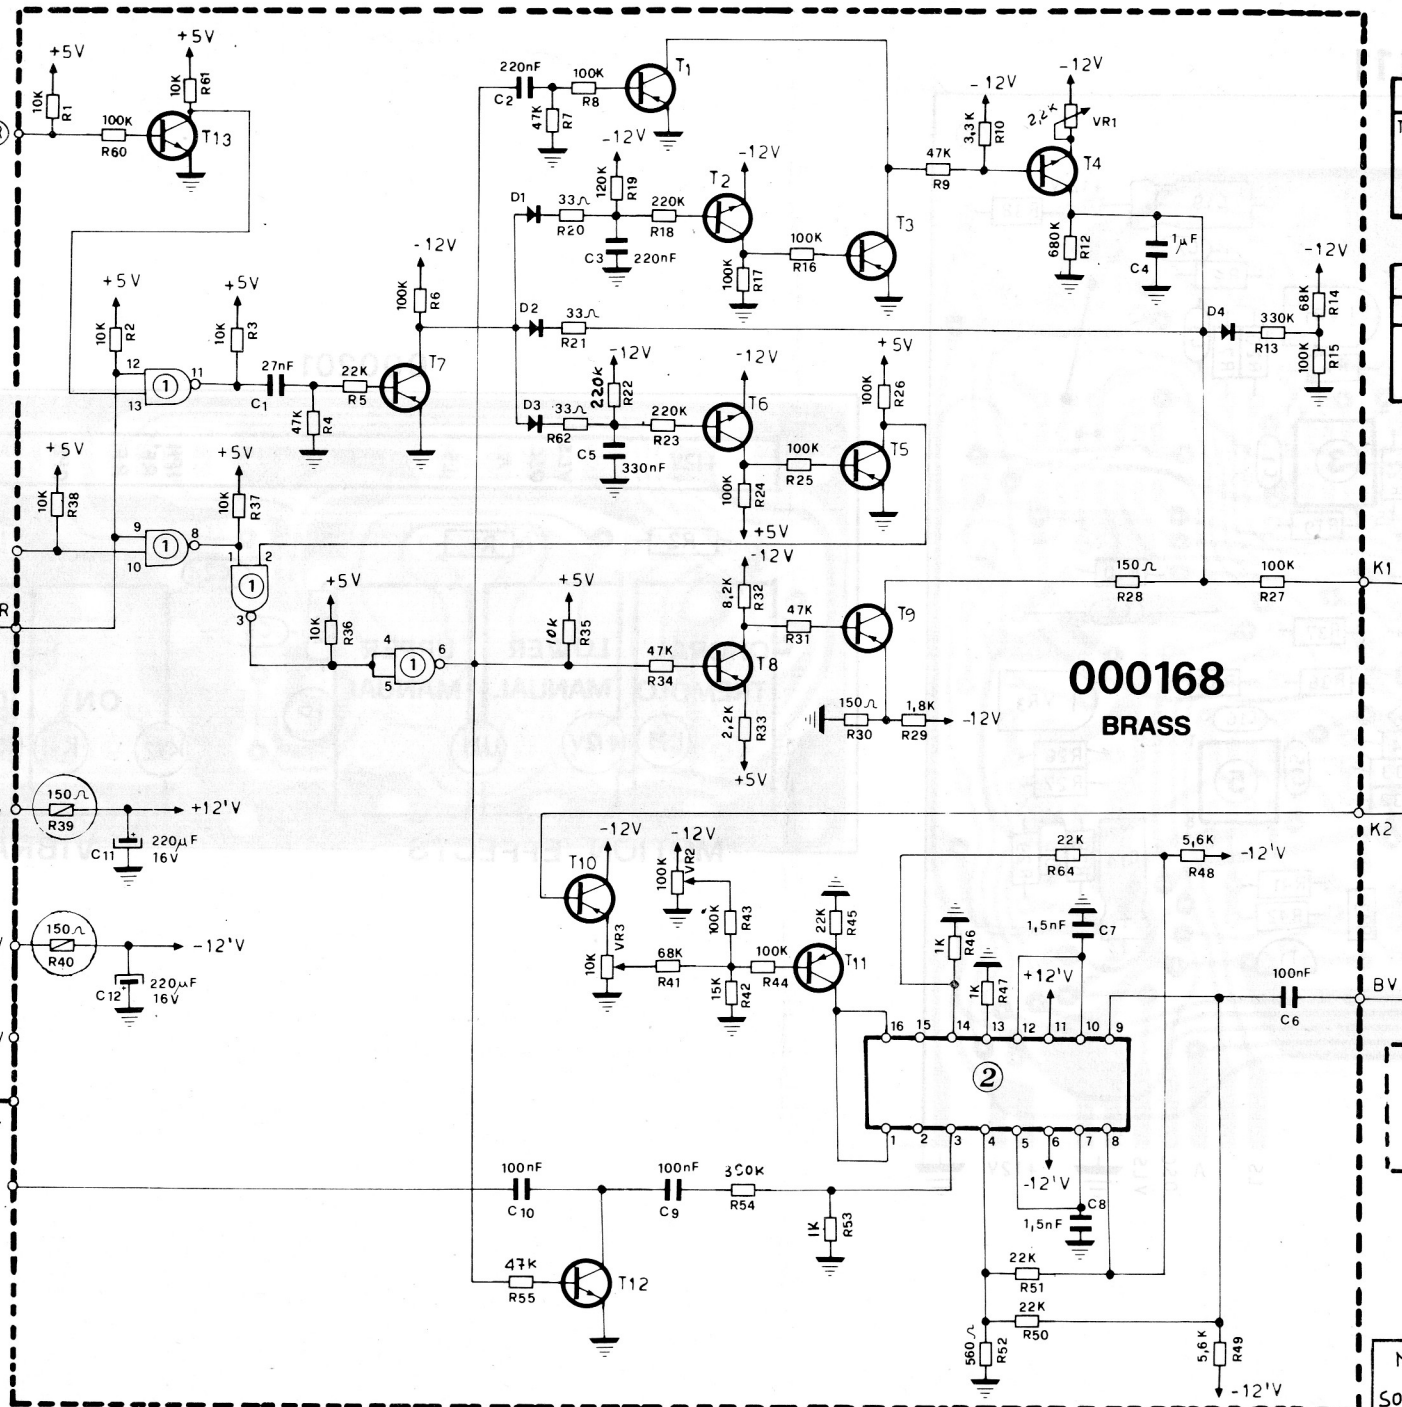 +5V
+5V
10K
R1
10K
R61
100K
R60
T13
220nF
C2
100K
R8
47K
R7
T1
-12V
3,3K
R10
-12V
2,2K
VR1
47K
R9
T4
-12V
120K
R19
-12V
D1
33Ω
R20
220K
R18
T2
C3
220nF
100K
R17
100K
R16
T3
680K
R12
1µF
C4
-12V
68K
R14
D4
330K
R13
100K
R15
+5V
10K
R2
+5V
10K
R3
-12V
100K
R6
12
13
1
11
27nF
C1
22K
R5
47K
R4
T7
D2
33Ω
R21
-12V
220k
R22
-12V
+5V
100K
R26
D3
33Ω
R62
220K
R23
T6
C5
330nF
100K
R24
+5V
100K
R25
T5
+5V
10K
R38
+5V
10K
R37
9
10
1
8
1
2
1
3
R
+5V
10K
R36
4
5
1
6
+5V
10k
R35
47K
R34
-12V
8,2K
R32
T8
2,2K
R33
+5V
47K
R31
T9
150Ω
R30
1,8K
R29
-12V
150Ω
R28
100K
R27
K1
000168
BRASS
150Ω
R39
+12'V
C11
220µF
16V
150Ω
R40
-12'V
C12
220µF
16V
K2
-12V
T10
10K
VR3
-12V
100K
VR2
100K
R43
68K
R41
15K
R42
100K
R44
22K
R45
T11
22K
R64
5,6K
R48
-12'V
1K
R46
1K
R47
1,5nF
C7
+12'V
100nF
C6
BV
16 15 14 13 12 11 10 9
2
1 2 3 4 5 6 7 8
-12'V
1,5nF
C8
100nF
C10
100nF
C9
R54
1K
R53
47K
R55
T12
22K
R51
22K
R50
560Ω
R52
5,6K
R49
-12'V